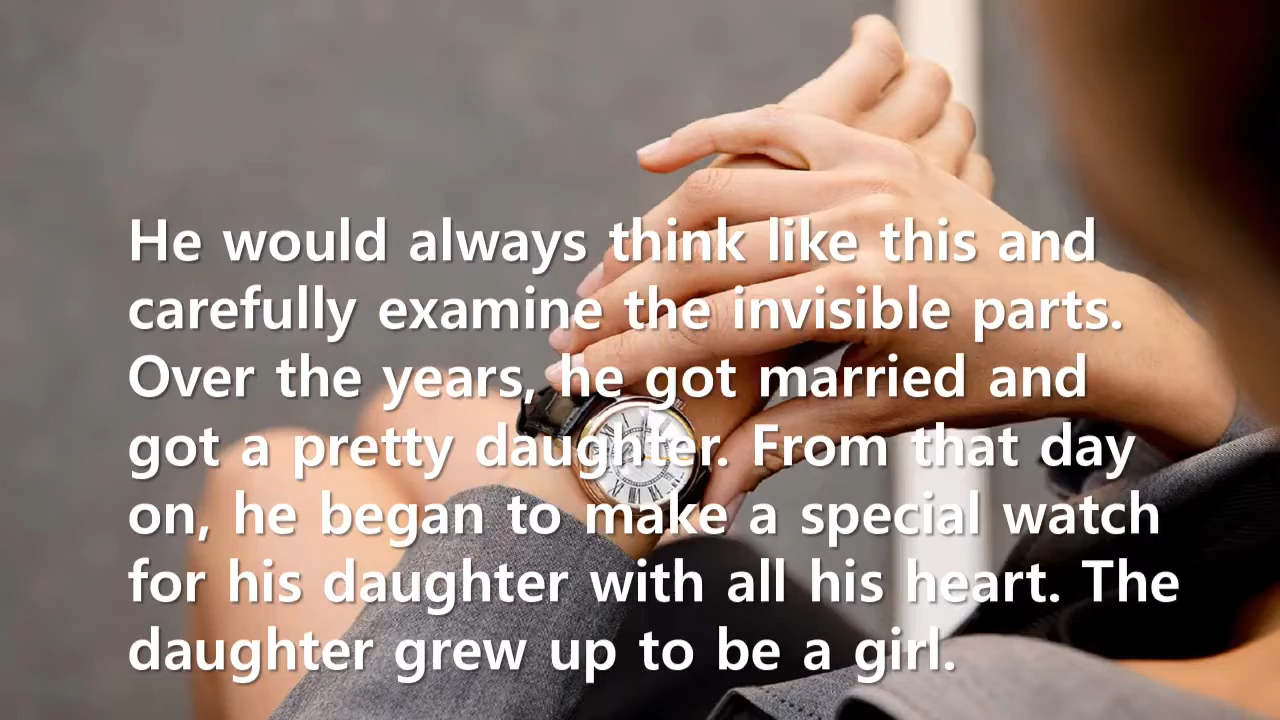 He would always think like this and
carefully examine the invisible parts.
Over the years, he got married and
got a pretty daughter. From that day
on, he began to make a special watch
for his daughter with all his heart. The
daughter grew up to be a girl.